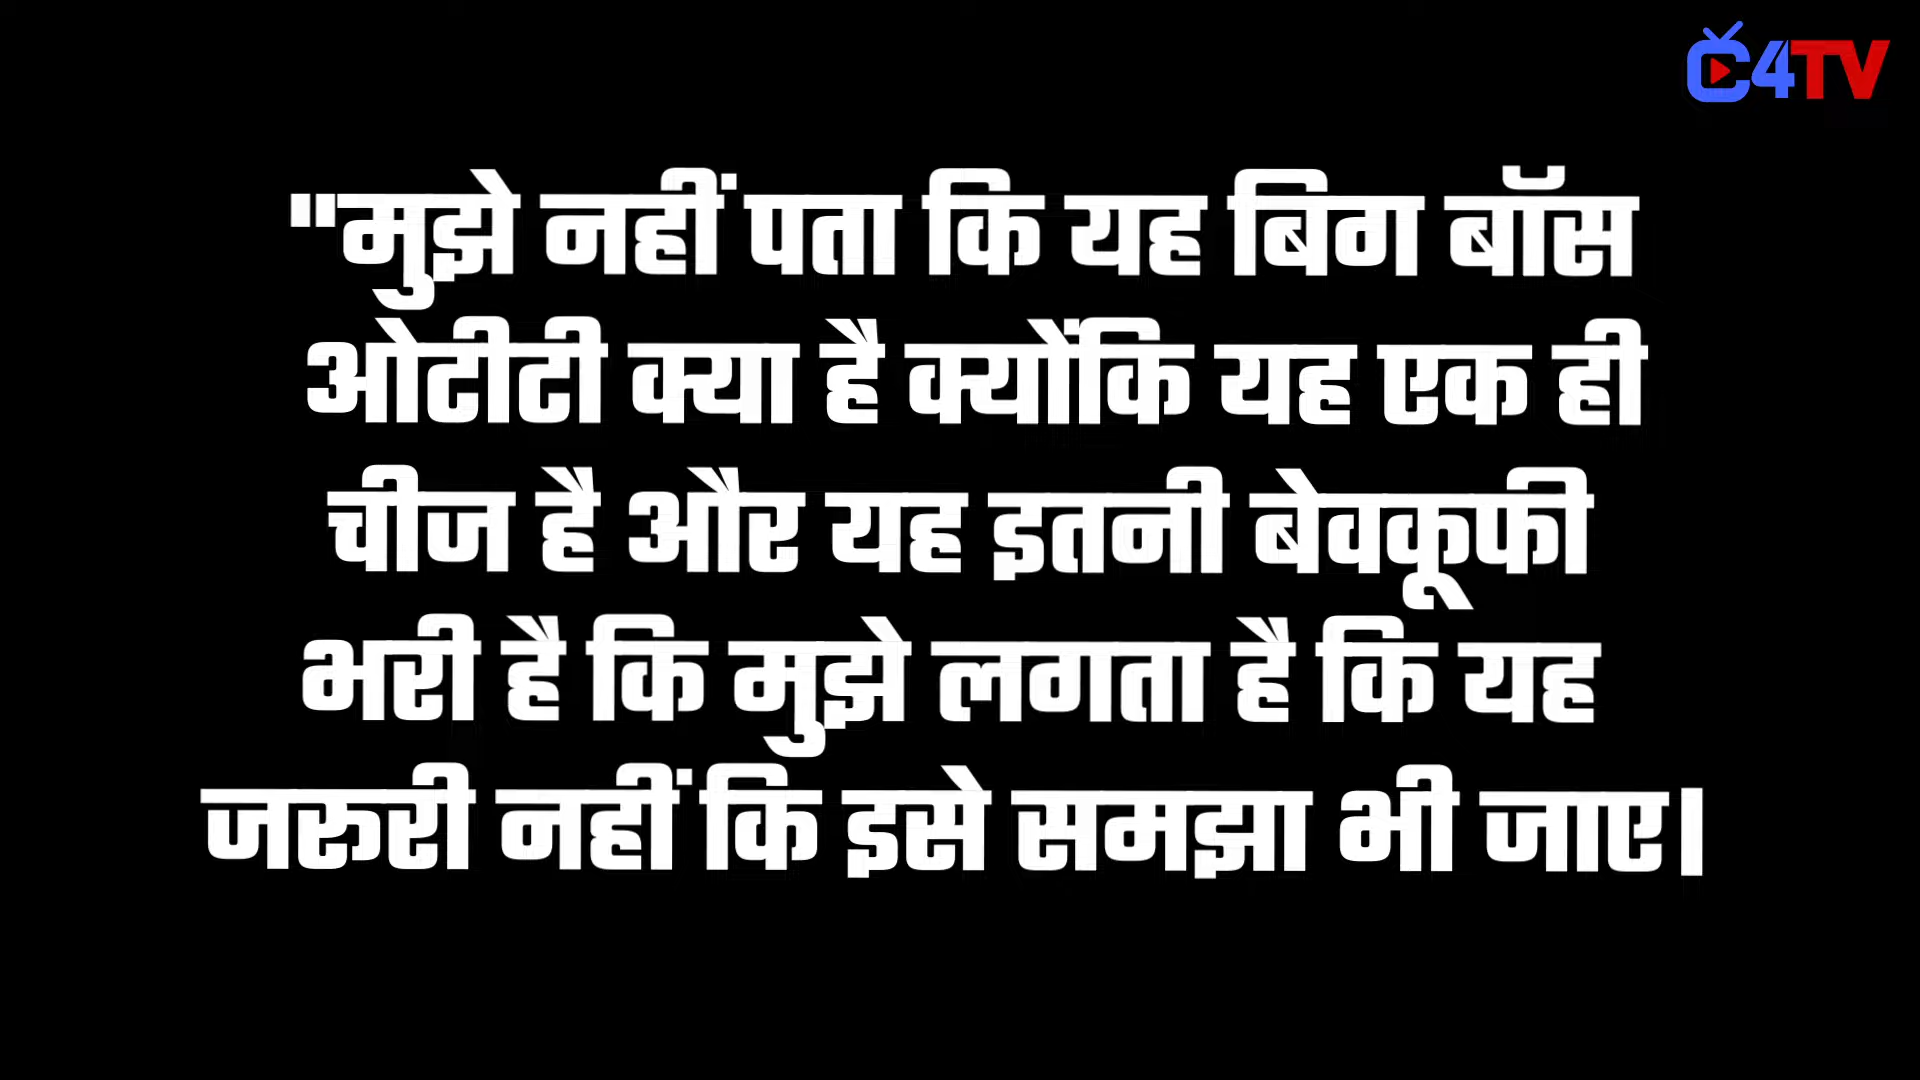 C4TV
"मुझे नहीं पता कि यह बिग बॉस
ओटीटी क्या है क्योंकि यह एक ही
चीज है और यह इतनी बेवकूफी
भरी है कि मुझे लगता है कि यह
जरुरी नहीं कि इसे समझा भी जाए।